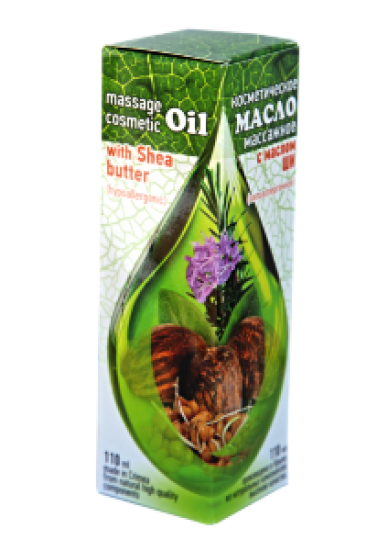 massage
cosmetic Oil
with Shea
butter
(hypoallergenic)
110 ml
made in Crimea
from natural high quality
components
косметическое
МАСЛО
массажное
с маслом
ШИ
110 мл